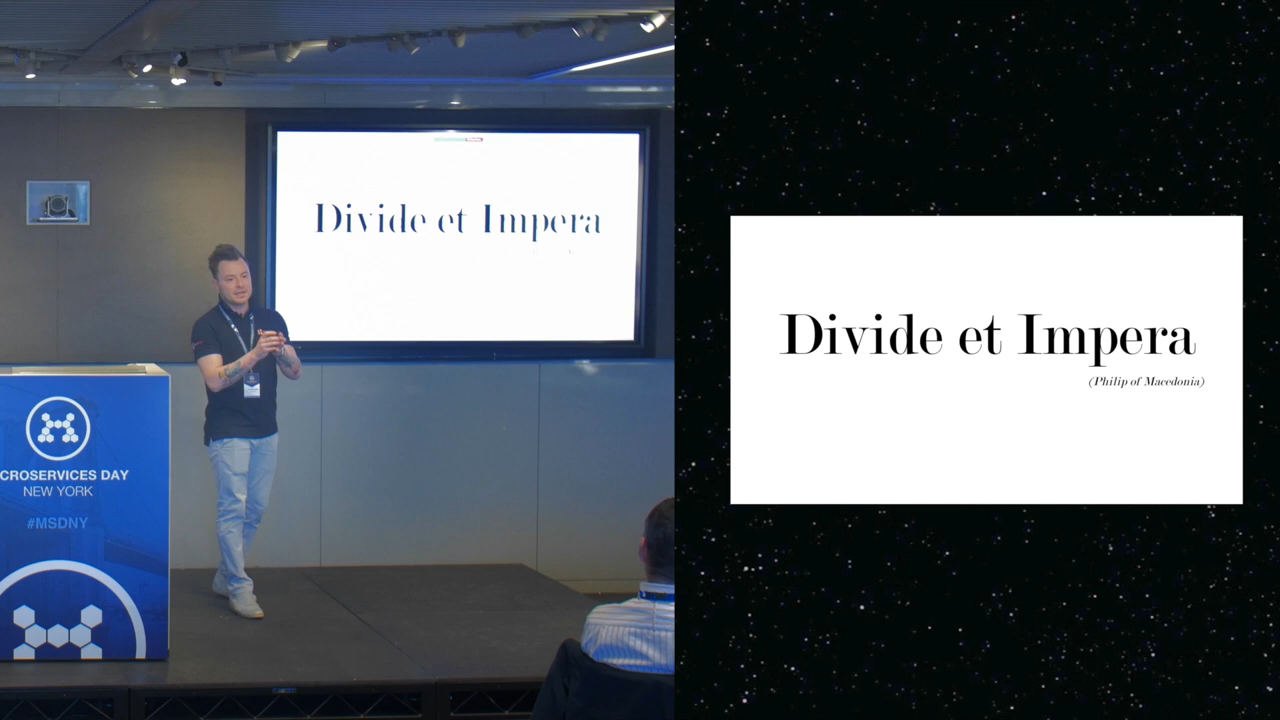 Divide et Impera
CROSERVICES DAY
NEW YORK
#MSDNY
Divide et Impera
(Philip of Macedonia)